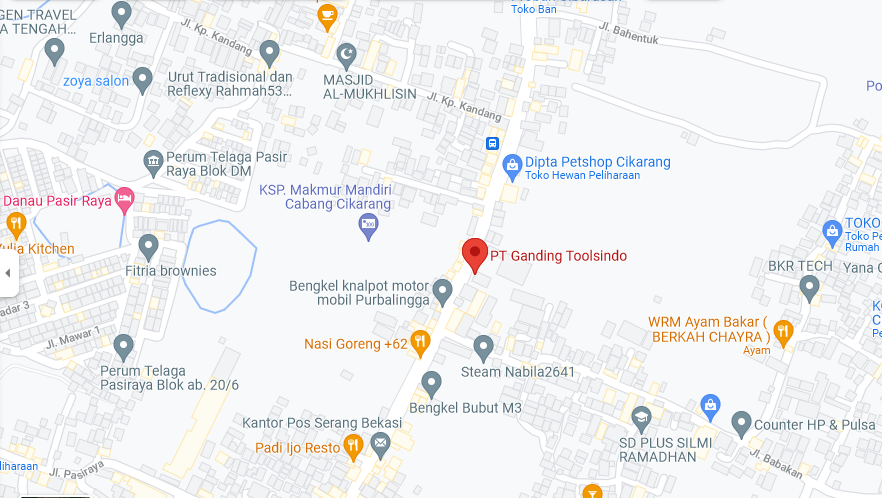 GEN TRAVEL
A TENGAH...
Erlangga
zoya salon
Jl. Kp. Kandang
Urut Tradisional dan
Reflexy Rahmah53...
MASJID
AL-MUKHLISIN
Jl. Kp. Kandang
Toko Ban
Jl. Bahentuk
Po
Perum Telaga Pasir
Raya Blok DM
Dipta Petshop Cikarang
Toko Hewan Peliharaan
KSP. Makmur Mandiri
Cabang Cikarang
Danau Pasir Raya
Yulia Kitchen
Fitria brownies
PT Ganding Toolsindo
TOKO
Toko Pe
Rumah
BKR TECH
Yana C
Bengkel knalpot motor
mobil Purbalingga
adar 3
Jl. Mawar 1
Nasi Goreng +62
WRM Ayam Bakar (
BERKAH CHAYRA )
Ayam
Pe
Perum Telaga
Pasiraya Blok ab. 20/6
Steam Nabila2641
Bengkel Bubut M3
Kantor Pos Serang Bekasi
Padi Ijo Resto
SD PLUS SILMI
RAMADHAN
Counter HP & Pulsa
Jl. Babakan
liharaan
Jl. Pasiraya